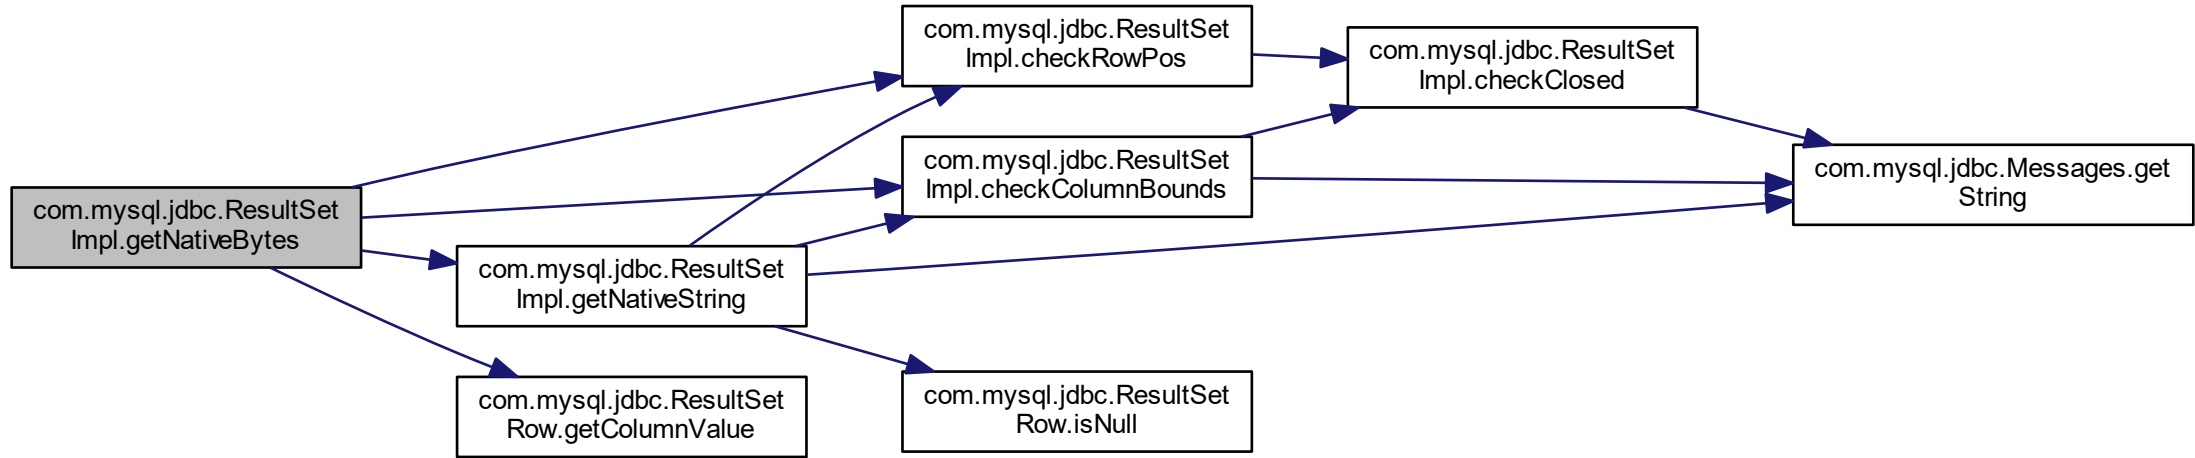 com.mysql.jdbc.ResultSet
Impl.checkRowPos
com.mysql.jdbc.ResultSet
Impl.checkClosed
com.mysql.jdbc.ResultSet
Impl.checkColumnBounds
com.mysql.jdbc.Messages.get
String
com.mysql.jdbc.ResultSet
Impl.getNativeBytes
com.mysql.jdbc.ResultSet
Impl.getNativeString
com.mysql.jdbc.ResultSet
Row.getColumnValue
com.mysql.jdbc.ResultSet
Row.isNull